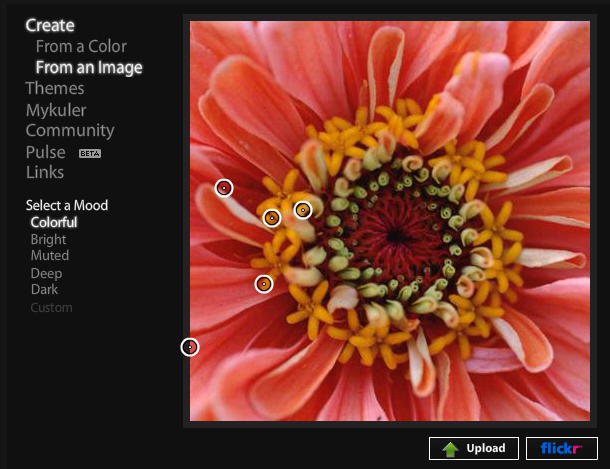 Create
From a Color
From an Image
Themes
Mykuler
Community
Pulse BETA
Links
Select a Mood
Colorful
Bright
Muted
Deep
Dark
Custom
Upload
flickr